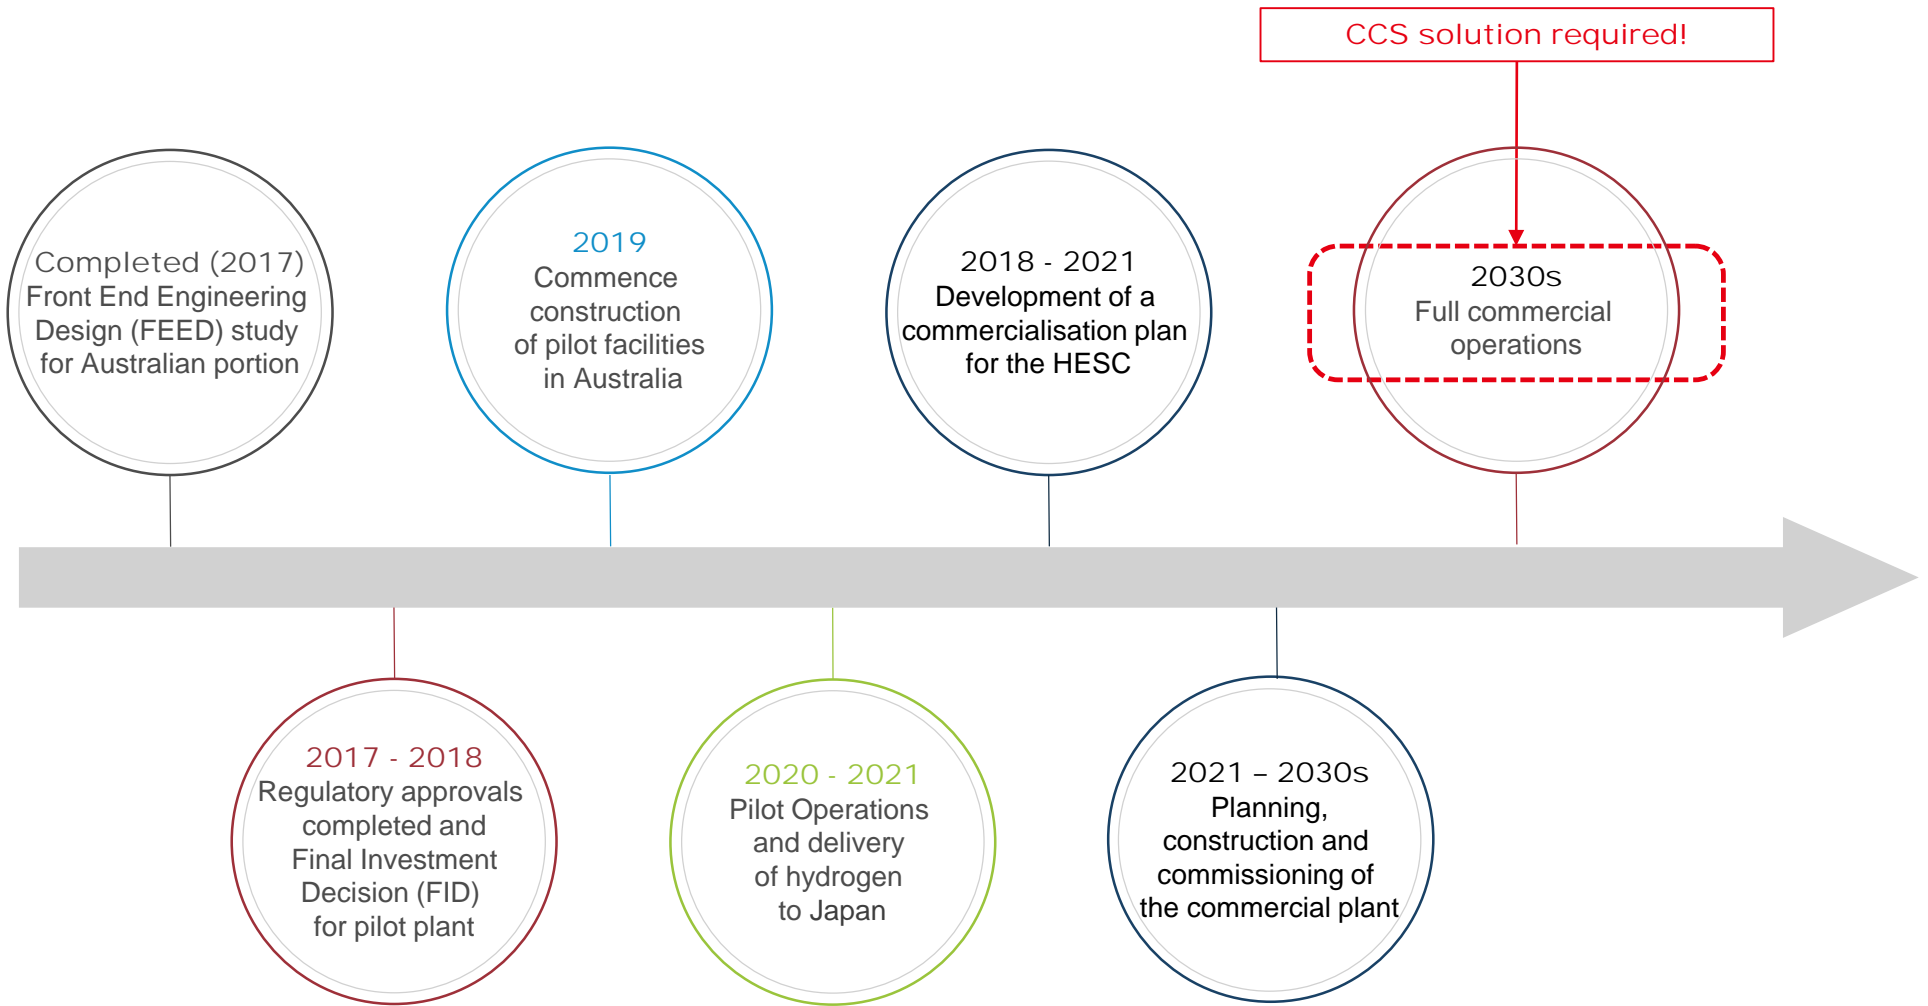 CCS solution required!
Completed (2017)
Front End Engineering
Design (FEED) study
for Australian portion
2017 - 2018
Regulatory approvals
completed and
Final Investment
Decision (FID)
for pilot plant
2019
Commence
construction
of pilot facilities
in Australia
2020 - 2021
Pilot Operations
and delivery
of hydrogen
to Japan
2018 - 2021
Development of a
commercialisation plan
for the HESC
2021 – 2030s
Planning,
construction and
commissioning of
the commercial plant
2030s
Full commercial
operations